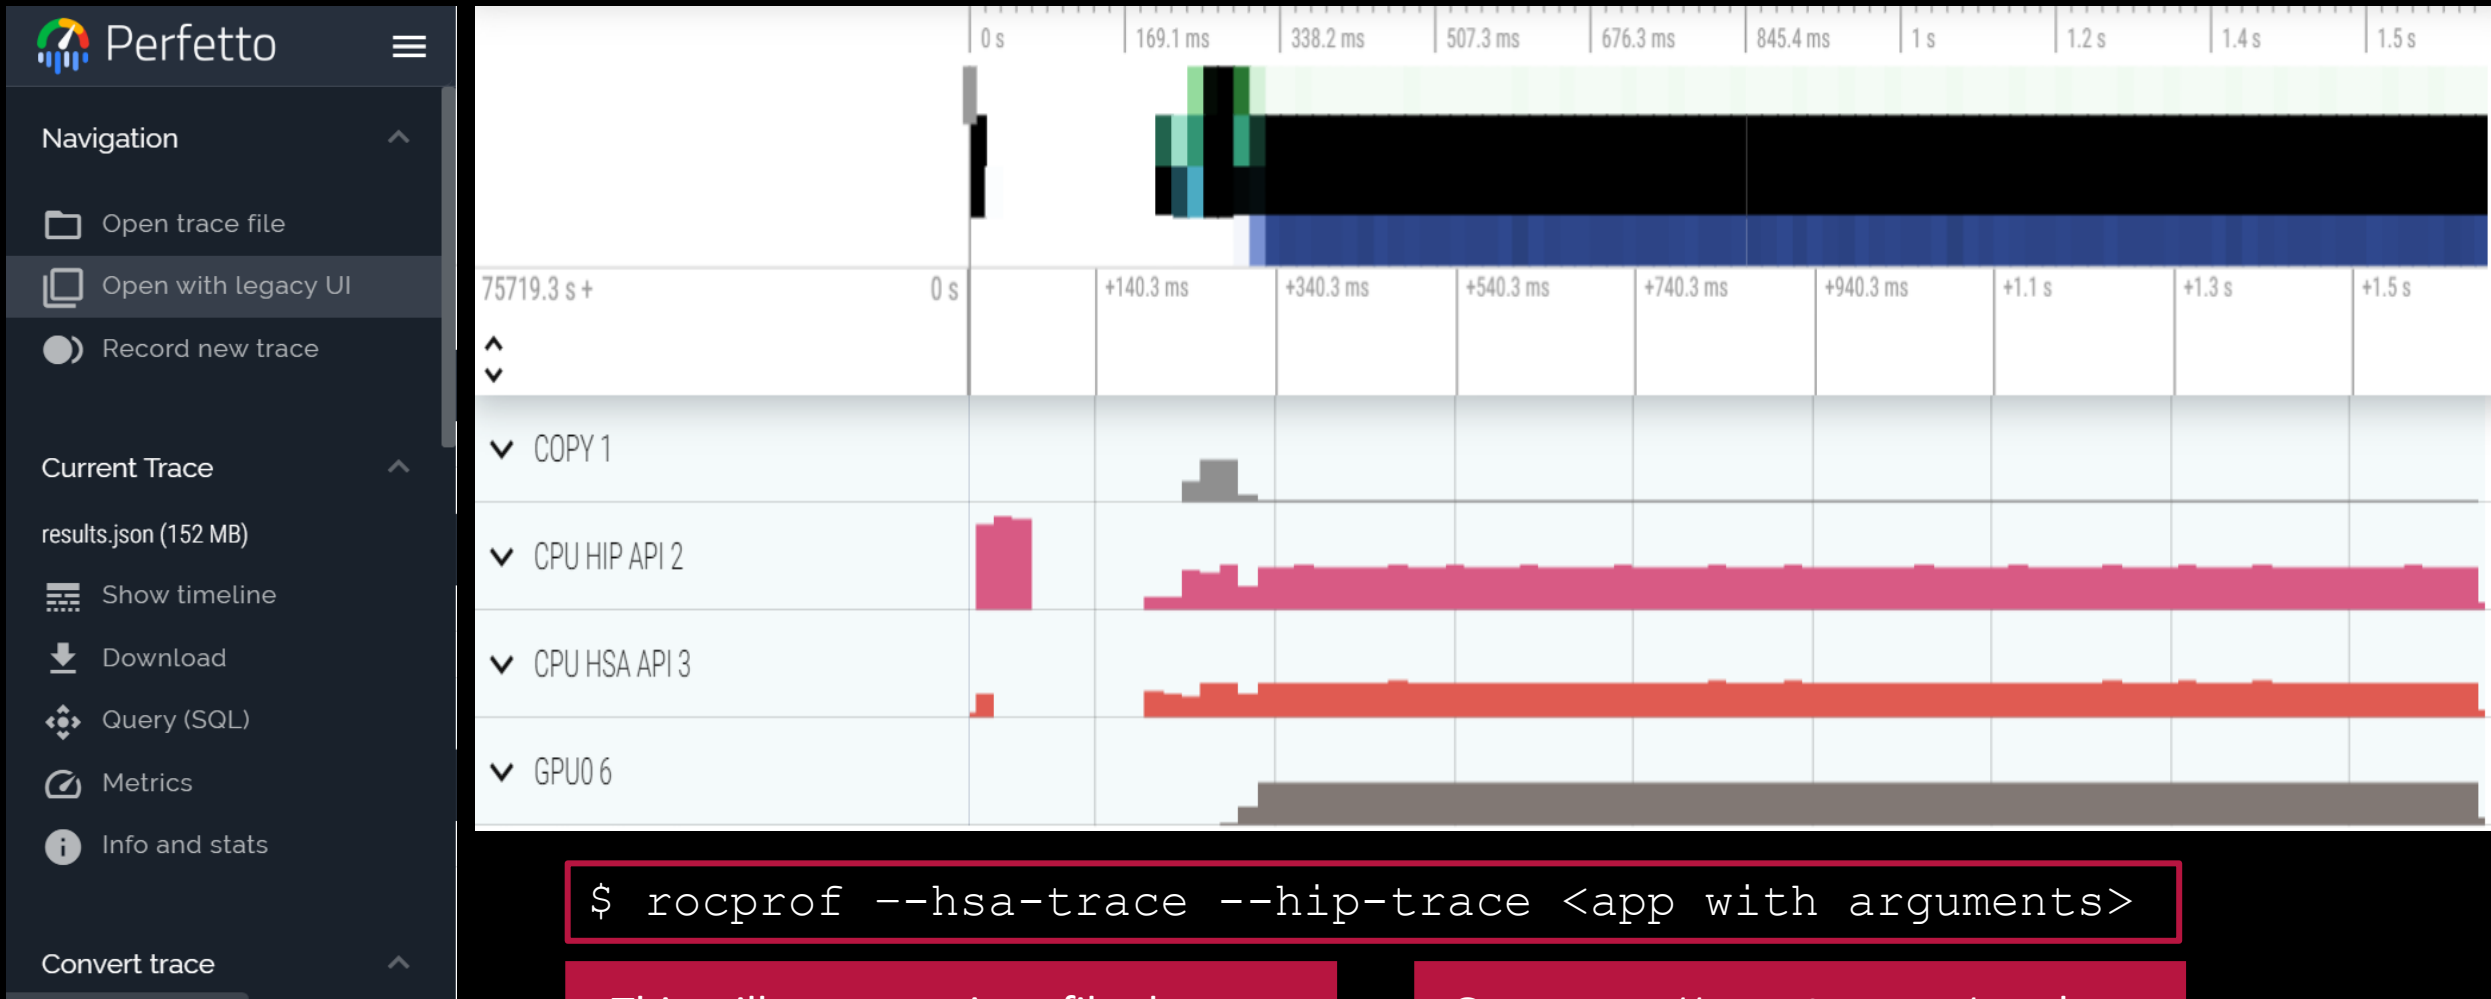 Perfetto
Navigation
Open trace file
Open with legacy UI
Record new trace
Current Trace
results.json (152 MB)
Show timeline
Download
Query (SQL)
Metrics
Info and stats
Convert trace
0 s 169.1 ms 338.2 ms 507.3 ms 676.3 ms 845.4 ms 1 s 1.2 s 1.4 s 1.5 s
75719.3 s + 0 s +140.3 ms +340.3 ms +540.3 ms +740.3 ms +940.3 ms +1.1 s +1.3 s +1.5 s
COPY 1
CPU HIP API 2
CPU HSA API 3
GPU0 6
$ rocprof --hsa-trace --hip-trace <app with arguments>